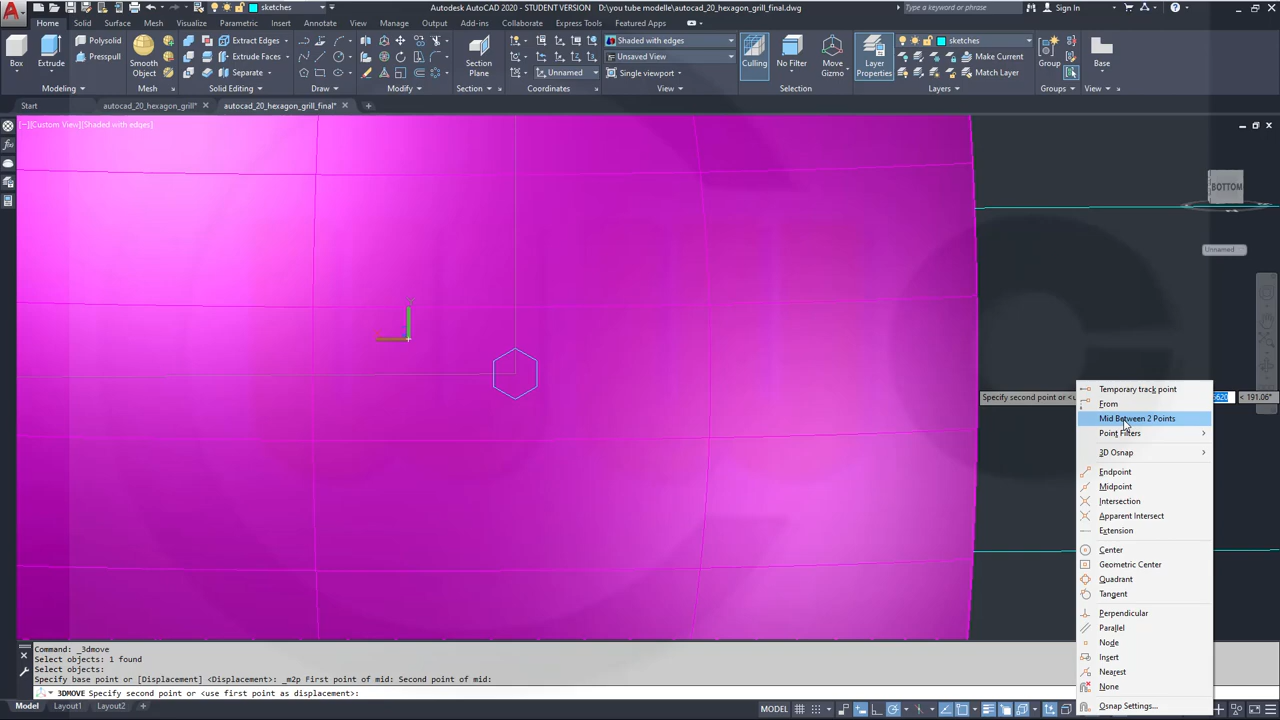 sketches
Autodesk AutoCAD 2020 - STUDENT VERSION D:\you tube modelle\autocad_20_hexagon_grill_final.dwg
Type a keyword or phrase
Sign In
Home Solid Surface Mesh Visualize Parametric Insert Annotate View Manage Output Add-ins Collaborate Express Tools Featured Apps
Polysolid Extract Edges Shaded with edges sketches
Presspull Extrude Faces Unsaved View Make Current
Box Extrude Smooth Object Separate Section Plane Unnamed Single viewport Culling No Filter Move Gizmo Layer Properties Match Layer Group Base
Modeling Mesh Solid Editing Draw Modify Section Coordinates View Selection Layers Groups View
Start autocad_20_hexagon_grill* autocad_20_hexagon_grill_final*
[−][Custom View][Shaded with edges]
BOTTOM
Unnamed
Specify second point or <u 5620 < 191.06°
Temporary track point
From
Mid Between 2 Points
Point Filters
3D Osnap
Endpoint
Midpoint
Intersection
Apparent Intersect
Extension
Center
Geometric Center
Quadrant
Tangent
Perpendicular
Parallel
Node
Insert
Nearest
None
Osnap Settings...
Command: _3dmove
Select objects: 1 found
Select objects:
Specify base point or [Displacement] <Displacement>: _m2p First point of mid: Second point of mid:
3DMOVE Specify second point or <use first point as displacement>:
Model Layout1 Layout2 MODEL